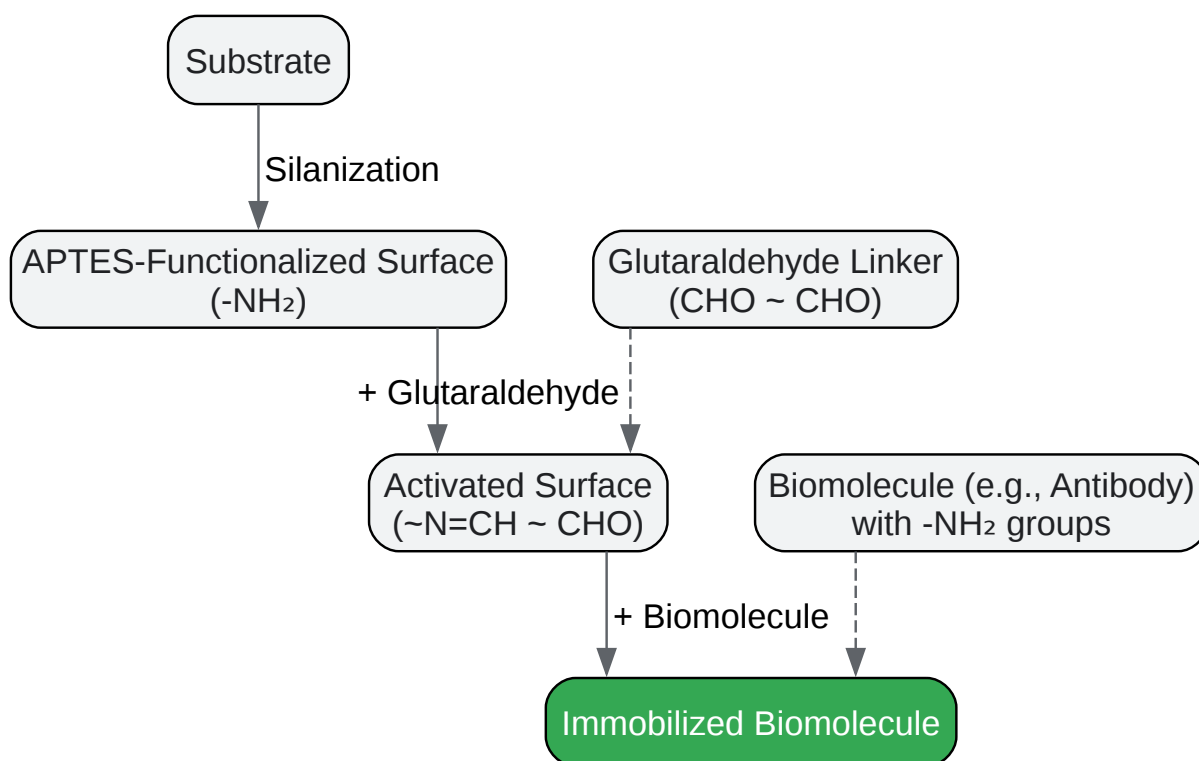 Substrate
Silanization
APTES-Functionalized Surface
(-NH₂)
Glutaraldehyde Linker
(CHO ~ CHO)
+ Glutaraldehyde
Activated Surface
(~N=CH ~ CHO)
Biomolecule (e.g., Antibody)
with -NH₂ groups
+ Biomolecule
Immobilized Biomolecule